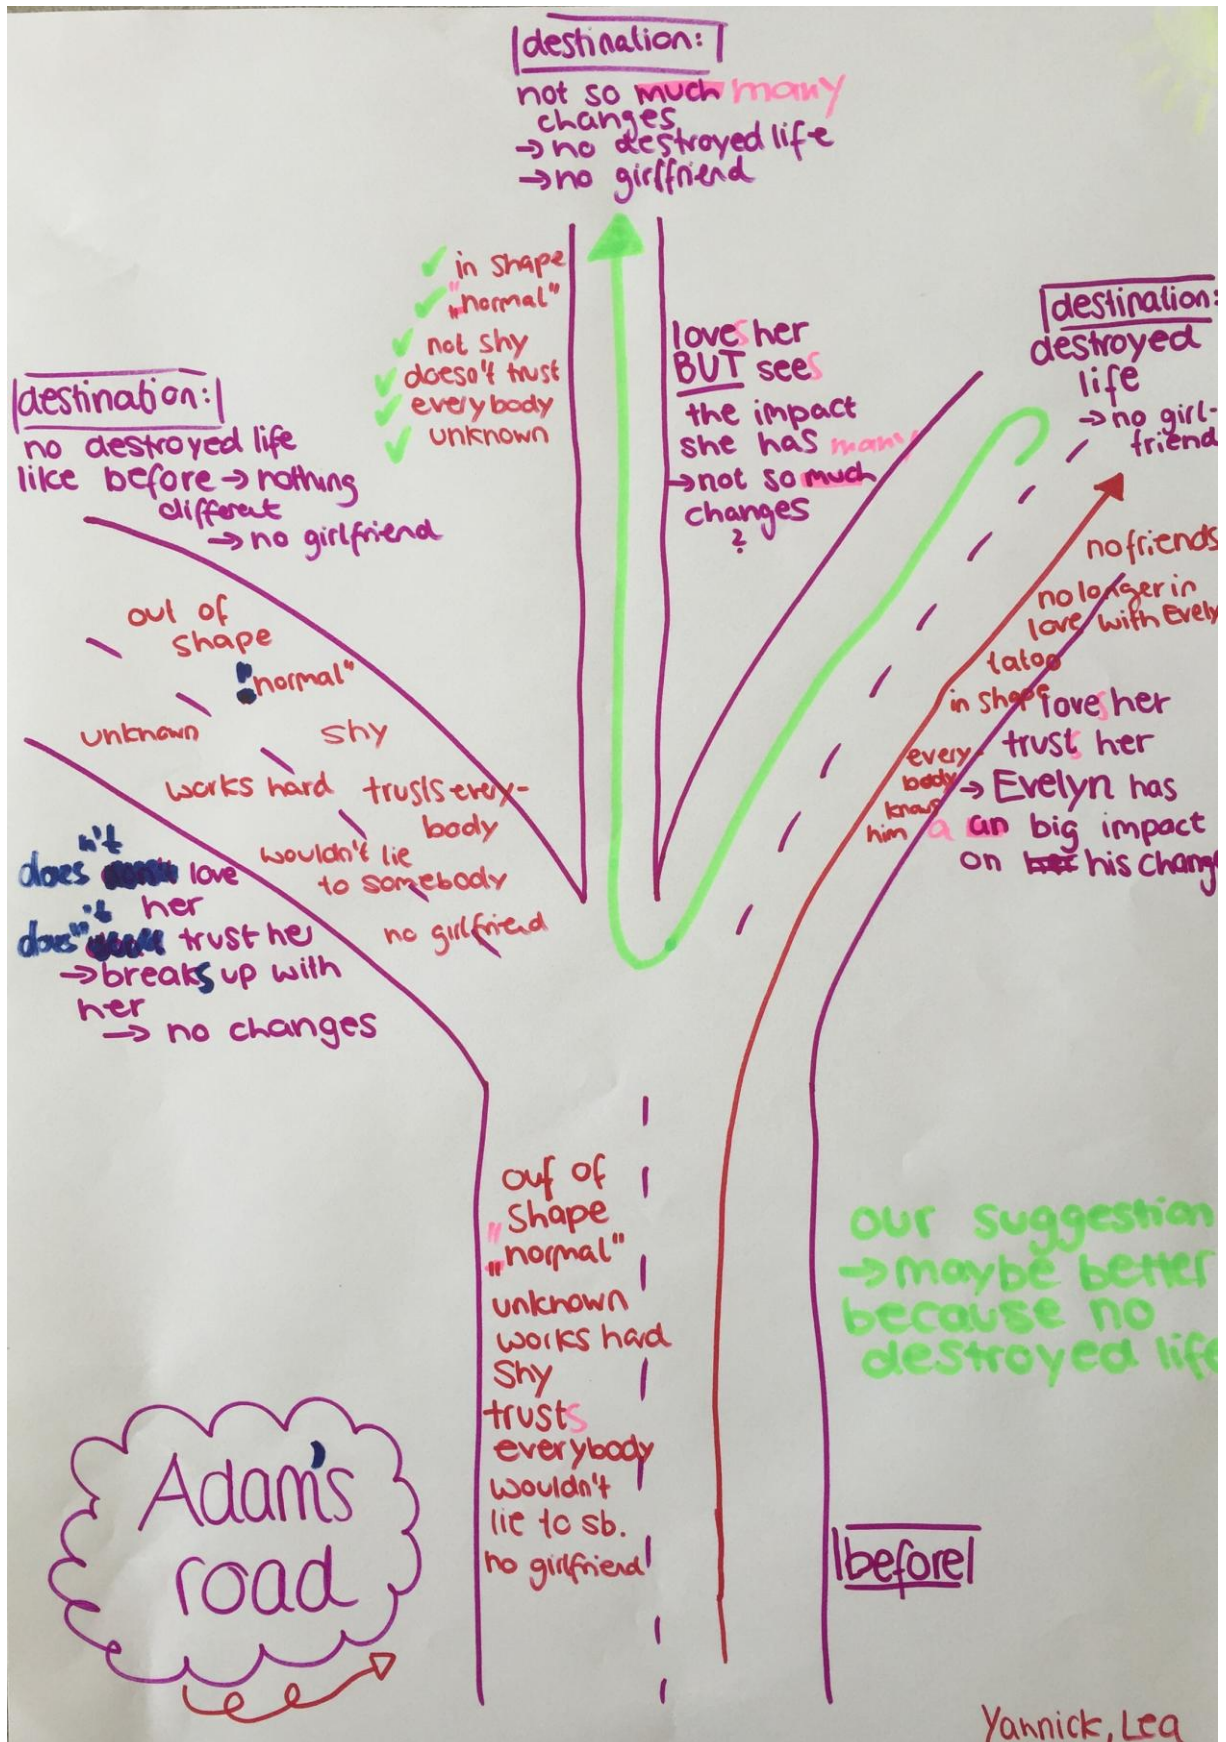 destination:
not so much many
changes
→ no destroyed life
→ no girlfriend
✓ in shape
✓ „normal"
✓ not shy
✓ doesn't trust
✓ everybody
✓ unknown
loves her
BUT sees
the impact
she has many
→ not so much
changes
?
destination:
destroyed
life
→ no girl-
friend
no friends
no longer in
love with Evely
tatoo
in shape
every-
body
knows
him
loves her
trusts her
→ Evelyn has
a an big impact
on her his chang
destination:
no destroyed life
like before → nothing
different
→ no girlfriend
out of
shape
„normal"
unknown
shy
works hard
trusts every-
body
wouldn't lie
to somebody
no girlfriend
doesn't love
her
doesn't trust her
→ breaks up with
her
→ no changes
out of
shape
„normal"
unknown
works hard
shy
trusts
everybody
wouldn't
lie to sb.
no girlfriend
our suggestion
→ maybe better
because no
destroyed life
before
Adam's
road
Yannick, Lea